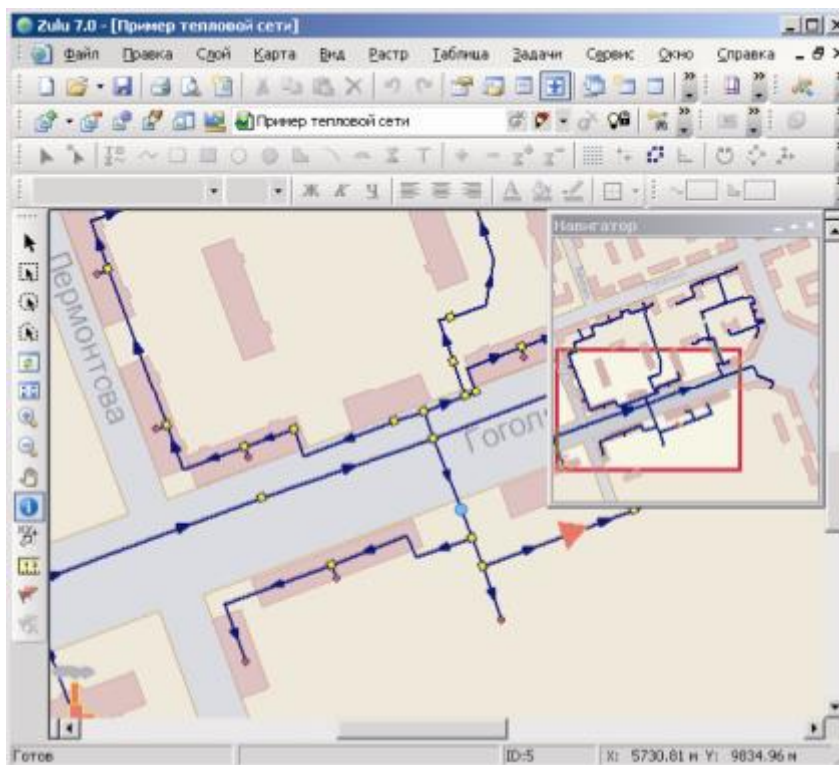 Zulu 7.0 - [Пример тепловой сети]
Файл Правка Слой Карта Вид Растр Таблица Задачи Сервис Окно Справка
Пример тепловой сети
Ж К Ч
Навигатор
Лермонтова
Гогол
Готов ID:5 X: 5730.81 м Y: 9834.96 м